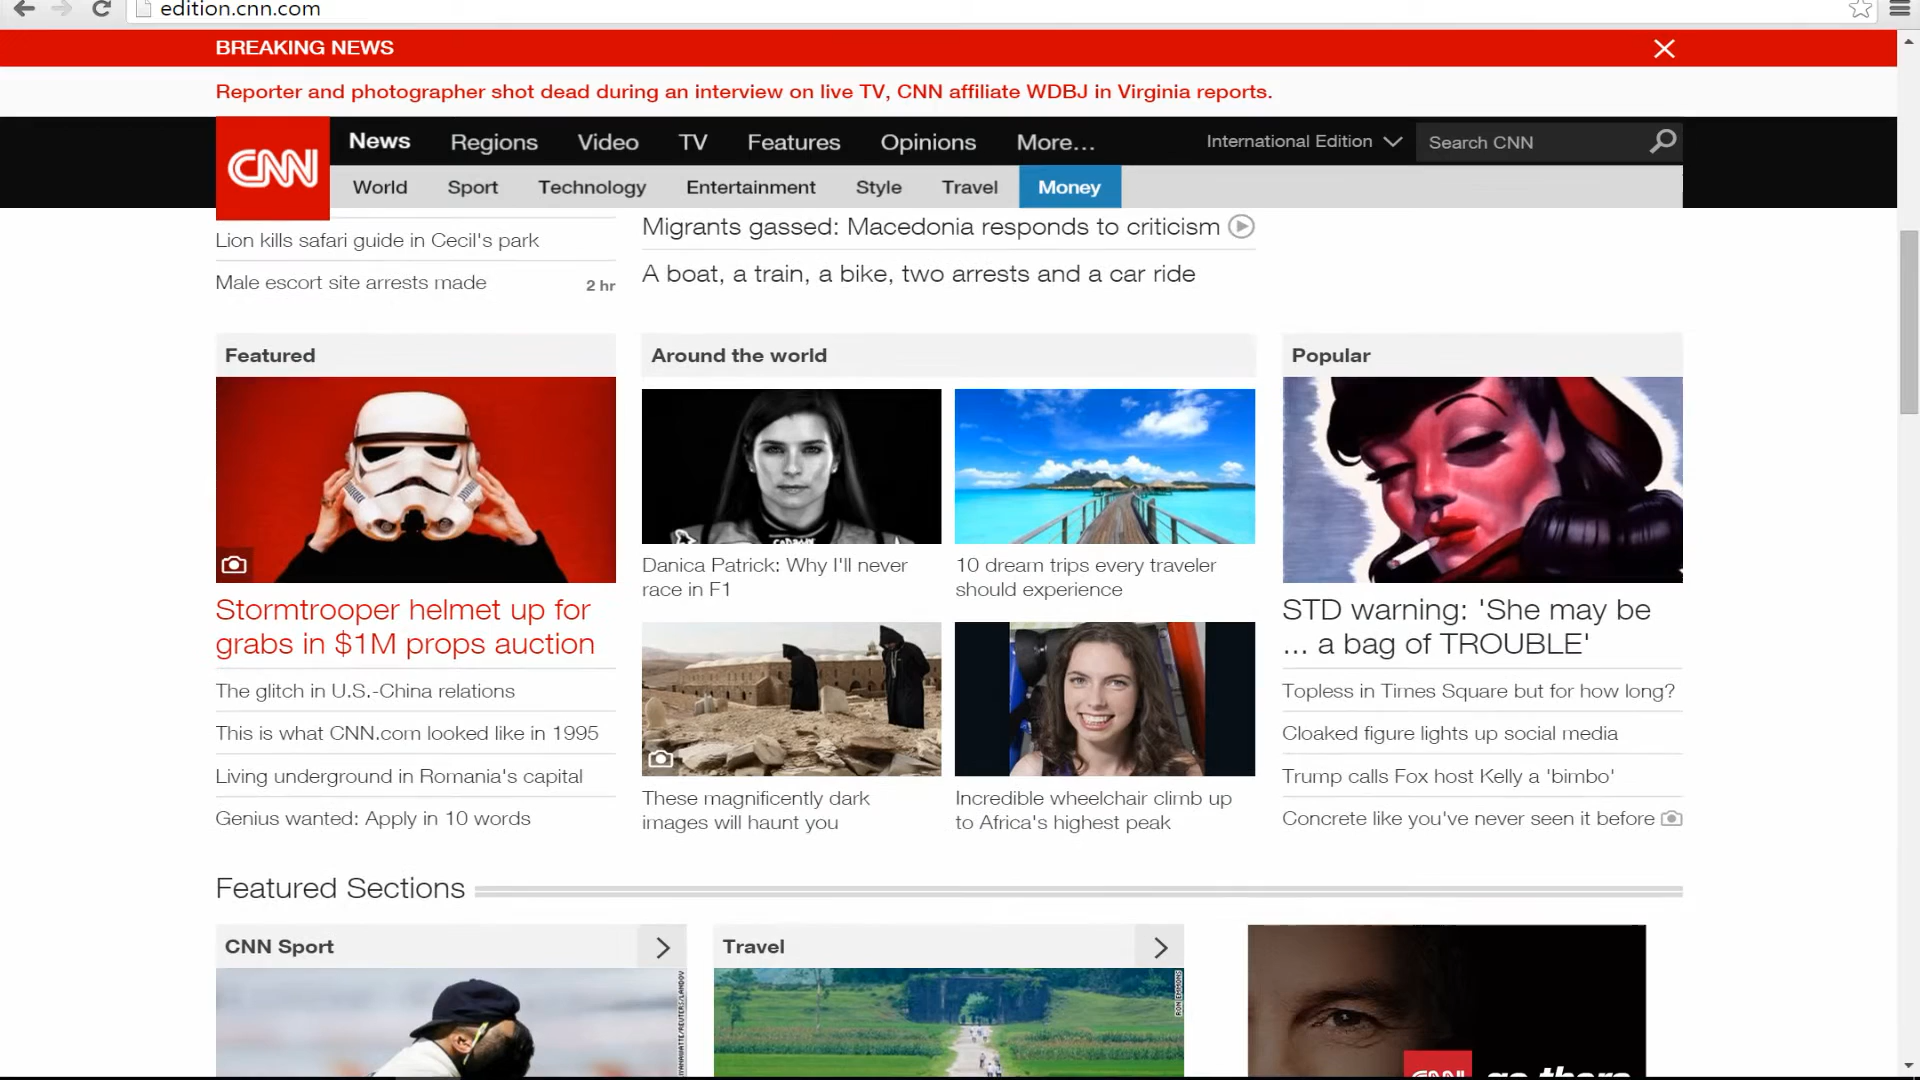 edition.cnn.com
BREAKING NEWS
Reporter and photographer shot dead during an interview on live TV, CNN affiliate WDBJ in Virginia reports.
CNN
News Regions Video TV Features Opinions More... International Edition Search CNN
World Sport Technology Entertainment Style Travel Money
Lion kills safari guide in Cecil's park
Male escort site arrests made 2 hr
Migrants gassed: Macedonia responds to criticism
A boat, a train, a bike, two arrests and a car ride
Featured
Stormtrooper helmet up for
grabs in $1M props auction
The glitch in U.S.-China relations
This is what CNN.com looked like in 1995
Living underground in Romania's capital
Genius wanted: Apply in 10 words
Around the world
Danica Patrick: Why I'll never
race in F1
10 dream trips every traveler
should experience
These magnificently dark
images will haunt you
Incredible wheelchair climb up
to Africa's highest peak
Popular
STD warning: 'She may be
... a bag of TROUBLE'
Topless in Times Square but for how long?
Cloaked figure lights up social media
Trump calls Fox host Kelly a 'bimbo'
Concrete like you've never seen it before
Featured Sections
CNN Sport
Travel
RON EMMONS
CNN go there